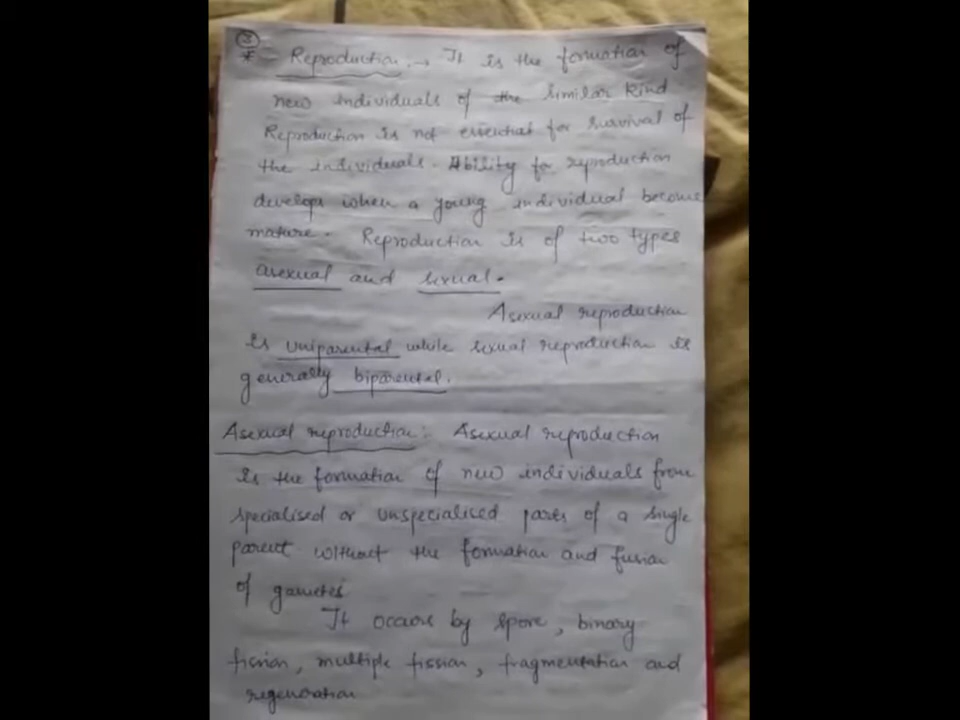 ③
* Reproduction. → It is the formation of
new individuals of the similar kind
Reproduction is not essential for survival of
the individuals. Ability for reproduction
develops when a young individual become
mature. Reproduction is of two types
asexual and sexual.
Asexual reproduction
is uniparental while sexual reproduction is
generally biparental.
Asexual reproduction: Asexual reproduction
is the formation of new individuals from
specialised or unspecialised parts of a single
parent without the formation and fusion
of gametes
It occurs by spore, binary
fission, multiple fission, fragmentation and
regeneration